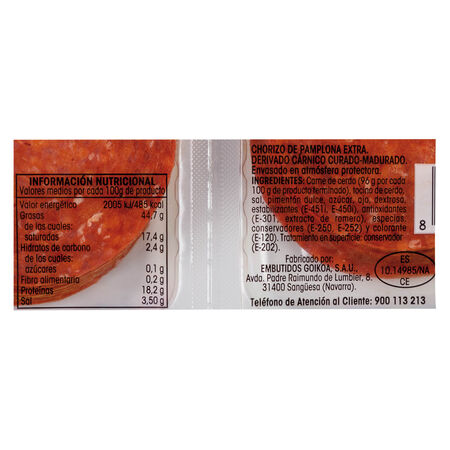 INFORMACIÓN NUTRICIONAL
Valores medios por cada 100g de producto
Valor energético 2005 kJ/485 kcal
Grasas 44,7 g
de las cuales:
saturadas 17,4 g
Hidratos de carbono 2,4 g
de los cuales:
azúcares 0,1 g
Fibra alimentaria 0,2 g
Proteínas 18,2 g
Sal 3,50 g
CHORIZO DE PAMPLONA EXTRA.
DERIVADO CÁRNICO CURADO-MADURADO.
Envasado en atmósfera protectora.
INGREDIENTES: Carne de cerdo (96 g por cada
100 g de producto terminado), tocino de cerdo,
sal, pimentón dulce, azúcar, ajo, dextrosa,
estabilizantes (E-451i, E-450i), antioxidantes
(E-301, extracto de romero), especias,
conservadores (E-250, E-252) y colorante
(E-120). Tratamiento en superficie: conservador
(E-202).
Fabricado por:
EMBUTIDOS GOIKOA, S.A.U.,
Avda. Padre Raimundo de Lumbier, 8.
31400 Sangüesa (Navarra).
ES
10.14985/NA
CE
Teléfono de Atención al Cliente: 900 113 213
8